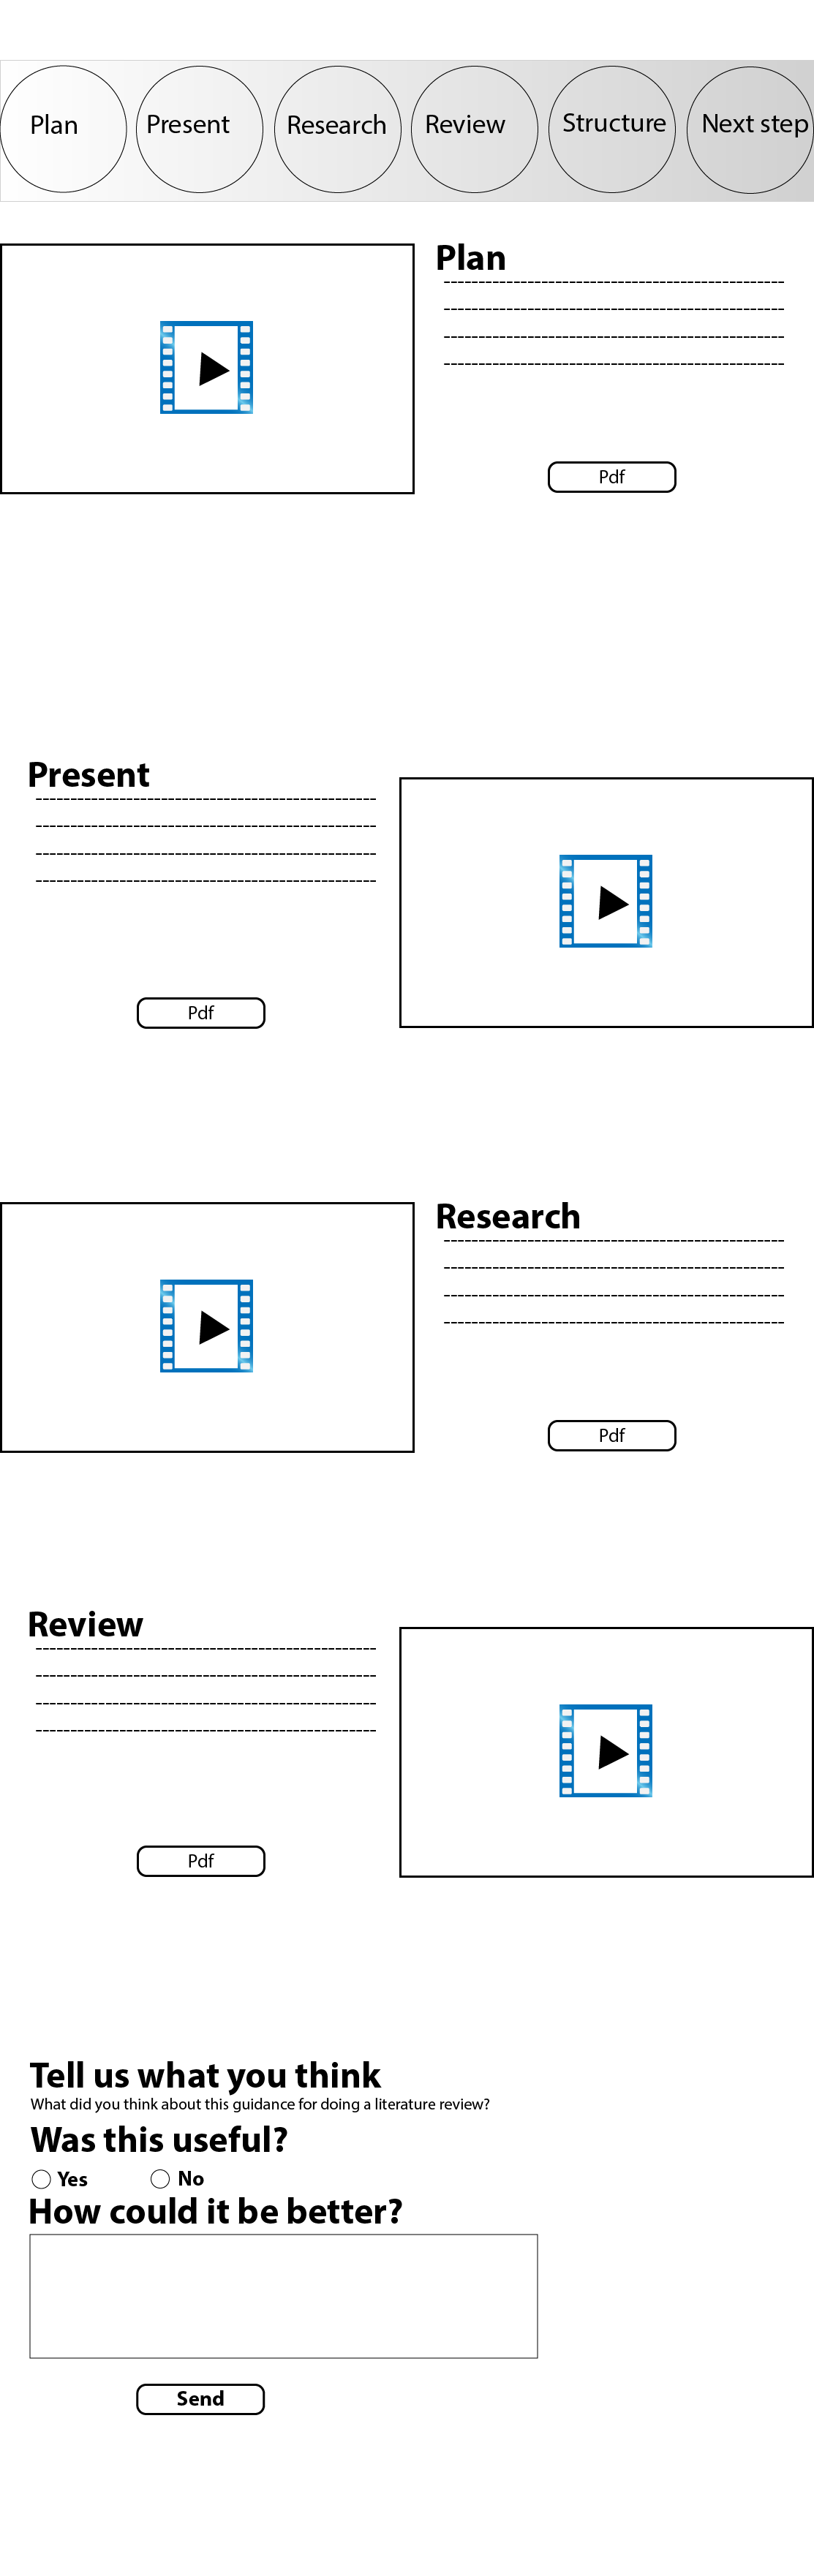 Plan
Present
Research
Review
Structure
Next step
Plan
Pdf
Present
Pdf
Research
Pdf
Review
Pdf
Tell us what you think
What did you think about this guidance for doing a literature review?
Was this useful?
Yes No
How could it be better?
Send